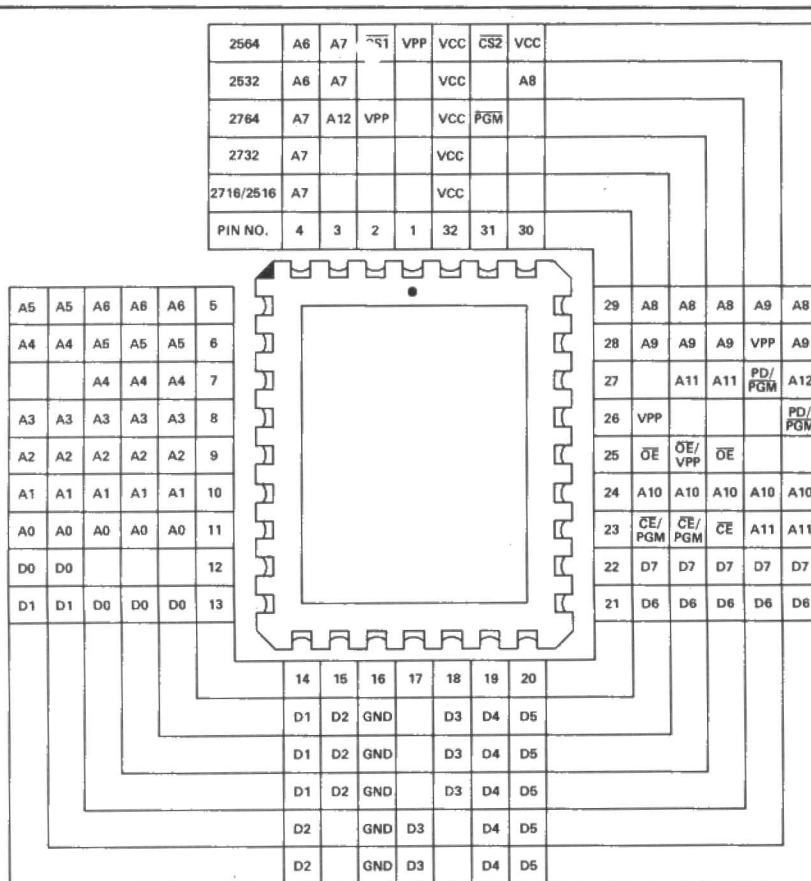 2564 A6 A7 CS1 VPP VCC CS2 VCC
2532 A6 A7 VCC A8
2764 A7 A12 VPP VCC PGM
2732 A7 VCC
2716/2516 A7 VCC
PIN NO. 4 3 2 1 32 31 30
A5 A5 A6 A6 A6 5 29 A8 A8 A8 A9 A8
A4 A4 A5 A5 A5 6 28 A9 A9 A9 VPP A9
A4 A4 A4 7 27 A11 A11 PD/PGM A12
A3 A3 A3 A3 A3 8 26 VPP PD/PGM
A2 A2 A2 A2 A2 9 25 OE OE/VPP OE
A1 A1 A1 A1 A1 10 24 A10 A10 A10 A10 A10
A0 A0 A0 A0 A0 11 23 CE/PGM CE/PGM CE A11 A11
D0 D0 12 22 D7 D7 D7 D7 D7
D1 D1 D0 D0 D0 13 21 D6 D6 D6 D6 D6
14 15 16 17 18 19 20
D1 D2 GND D3 D4 D5
D1 D2 GND D3 D4 D5
D1 D2 GND D3 D4 D5
D2 GND D3 D4 D5
D2 GND D3 D4 D5